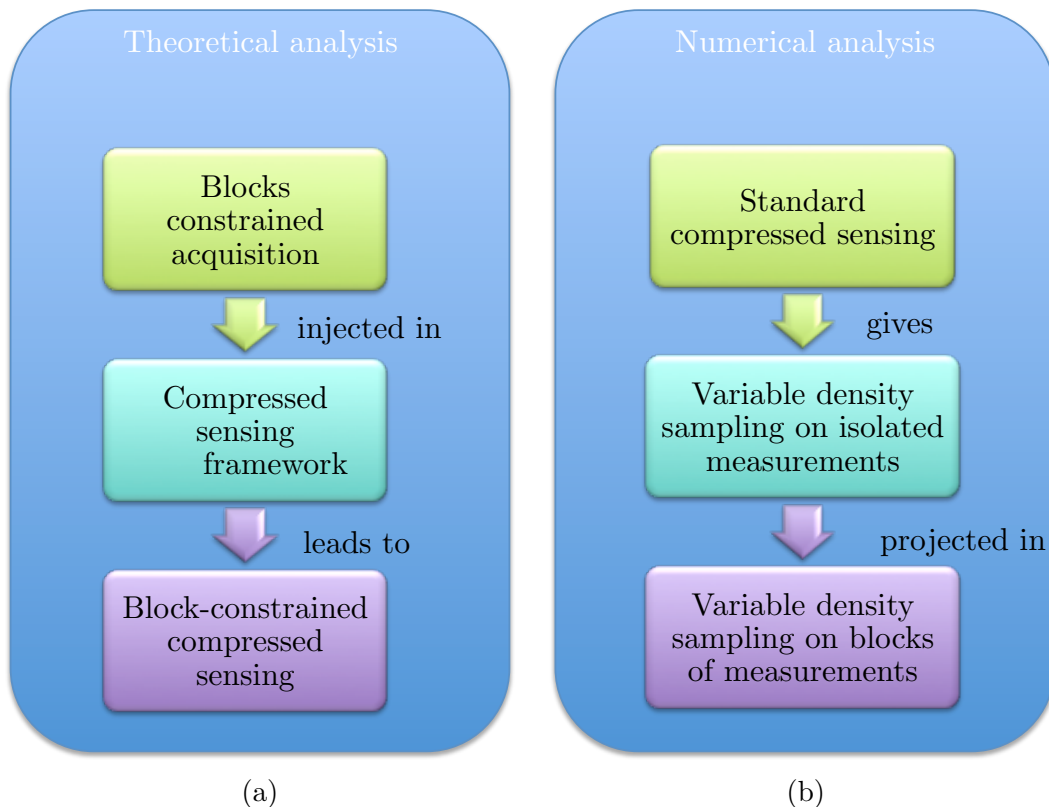 Theoretical analysis
Blocks
constrained
acquisition
injected in
Compressed
sensing
framework
leads to
Block-constrained
compressed
sensing
(a)
Numerical analysis
Standard
compressed sensing
gives
Variable density
sampling on isolated
measurements
projected in
Variable density
sampling on blocks
of measurements
(b)